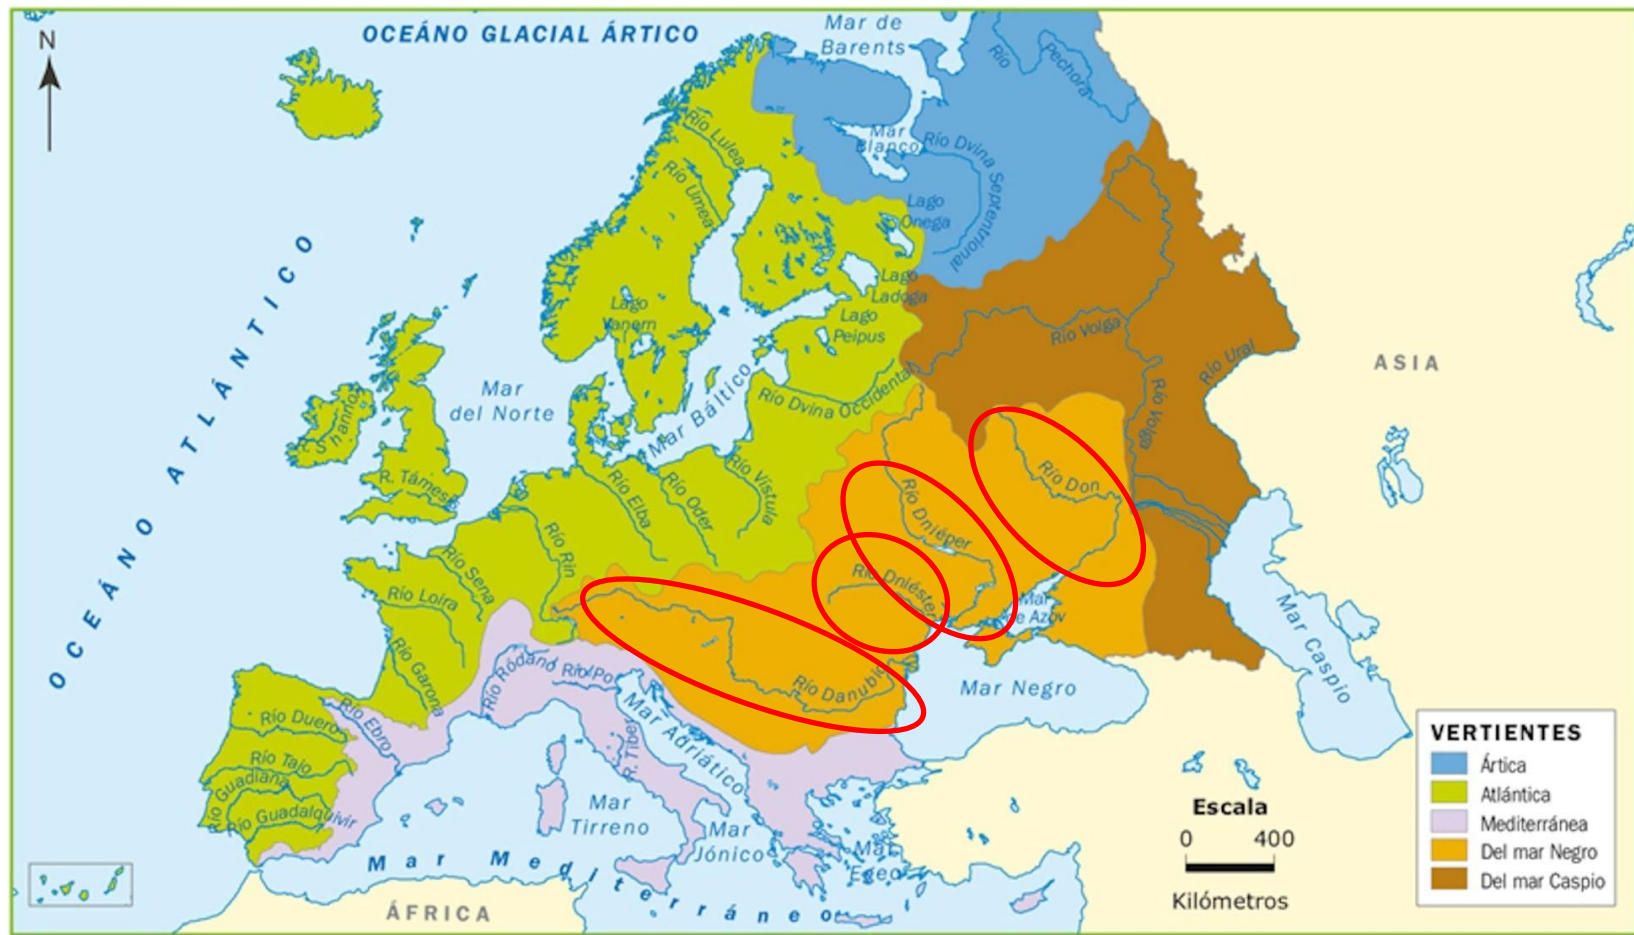 OCEÁNO GLACIAL ÁRTICO
Mar de
Barents
N
Río
Pechora
Mar
Blanco
Río Dvina
Septentrional
Río Lulea
Río Umea
Lago
Onega
Lago
Ladoga
Lago
Vanern
Lago
Peipus
OCEÁNO ATLÁNTICO
Mar
del Norte
Mar Báltico
Río Dvina Occidental
Río Volga
Río Ural
Río Volga
ASIA
R. Shannon
R. Támesis
Río Elba
Río Oder
Río Vístula
Río Don
Río Dniéper
Río Rin
Río Sena
Río Loira
Río Dniéster
Mar
de Azov
Río Garona
Río Ródano
Río Po
Río Danubio
Mar Negro
Mar Caspio
Río Duero
Río Ebro
Río Tajo
Río Guadiana
Río Guadalquivir
R. Tiber
Mar Adriático
Mar
Tirreno
Mar
Jónico
Mar
Egeo
Mar Mediterráneo
ÁFRICA
Escala
0 400
Kilómetros
VERTIENTES
Ártica
Atlántica
Mediterránea
Del mar Negro
Del mar Caspio